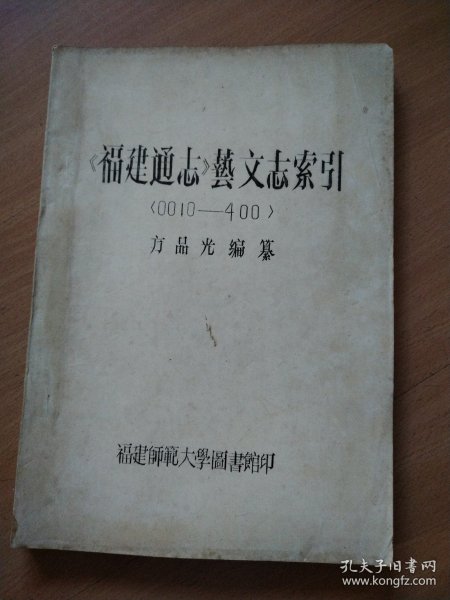 《福建通志》藝文志索引
〈0010—400〉
方品光編纂
福建師範大學圖書館印
孔夫子旧书网
www.kongfz.com